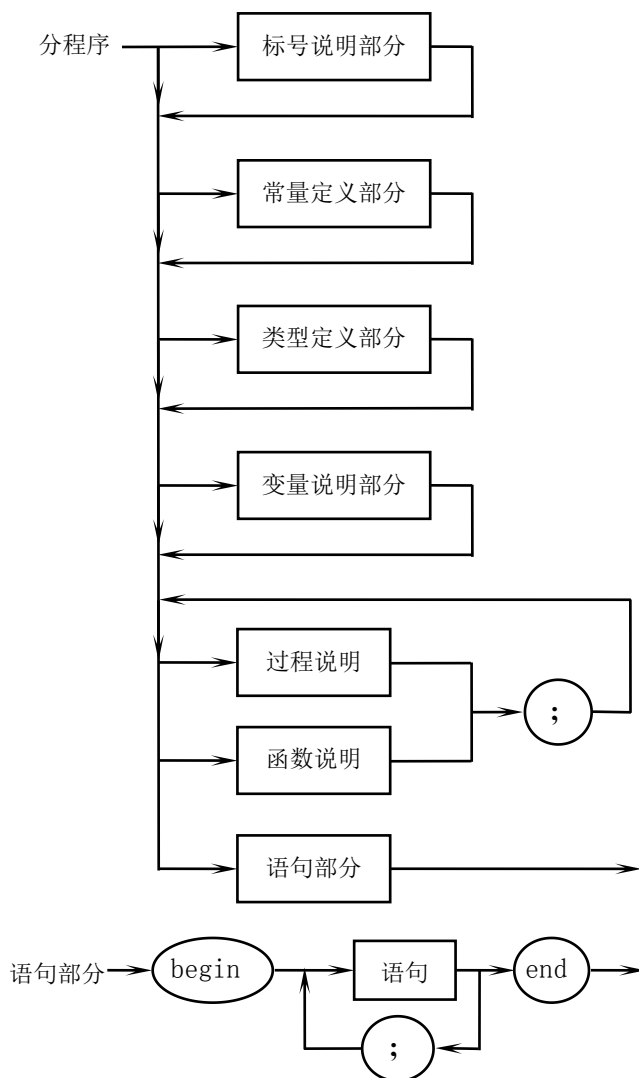 分程序
标号说明部分
常量定义部分
类型定义部分
变量说明部分
过程说明
;
函数说明
语句部分
语句部分
begin
语句
end
;